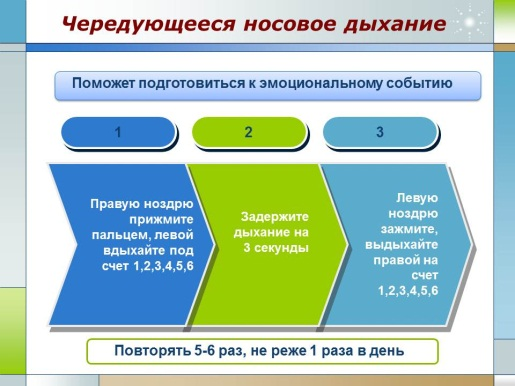 Чередующееся носовое дыхание
Поможет подготовиться к эмоциональному событию
1
2
3
Правую ноздрю
прижмите
пальцем, левой
вдыхайте под
счет 1,2,3,4,5,6
Задержите
дыхание на
3 секунды
Левую
ноздрю
зажмите,
выдыхайте
правой на
счет
1,2,3,4,5,6
Повторять 5-6 раз, не реже 1 раза в день